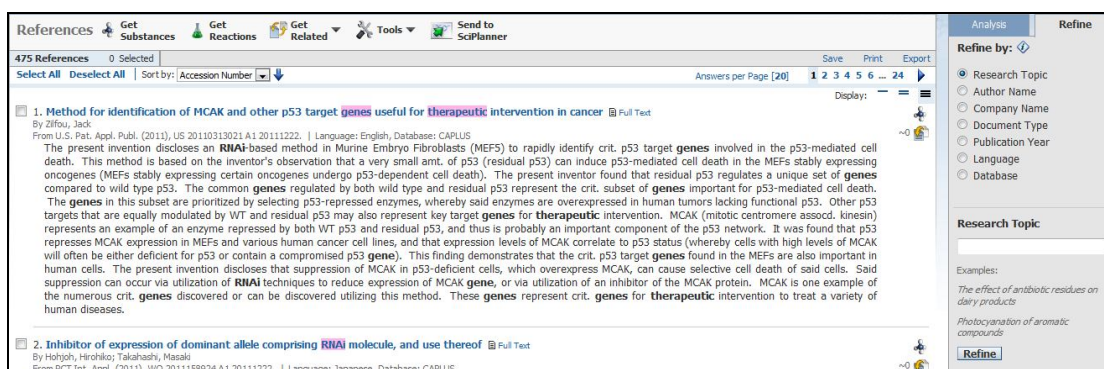 References Get Substances Get Reactions Get Related Tools Send to SciPlanner
475 References 0 Selected Save Print Export
Select All Deselect All Sort by: Accession Number Answers per Page [20] 1 2 3 4 5 6 ... 24
Display:
1. Method for identification of MCAK and other p53 target genes useful for therapeutic intervention in cancer Full Text
By Zilfou, Jack
From U.S. Pat. Appl. Publ. (2011), US 20110313021 A1 20111222. | Language: English, Database: CAPLUS
~0
The present invention discloses an RNAi-based method in Murine Embryo Fibroblasts (MEF5) to rapidly identify crit. p53 target genes involved in the p53-mediated cell
death. This method is based on the inventor's observation that a very small amt. of p53 (residual p53) can induce p53-mediated cell death in the MEFs stably expressing
oncogenes (MEFs stably expressing certain oncogenes undergo p53-dependent cell death). The present inventor found that residual p53 regulates a unique set of genes
compared to wild type p53. The common genes regulated by both wild type and residual p53 represent the crit. subset of genes important for p53-mediated cell death.
The genes in this subset are prioritized by selecting p53-repressed enzymes, whereby said enzymes are overexpressed in human tumors lacking functional p53. Other p53
targets that are equally modulated by WT and residual p53 may also represent key target genes for therapeutic intervention. MCAK (mitotic centromere assocd. kinesin)
represents an example of an enzyme repressed by both WT p53 and residual p53, and thus is probably an important component of the p53 network. It was found that p53
represses MCAK expression in MEFs and various human cancer cell lines, and that expression levels of MCAK correlate to p53 status (whereby cells with high levels of MCAK
will often be either deficient for p53 or contain a compromised p53 gene). This finding demonstrates that the crit. p53 target genes found in the MEFs are also important in
human cells. The present invention discloses that suppression of MCAK in p53-deficient cells, which overexpress MCAK, can cause selective cell death of said cells. Said
suppression can occur via utilization of RNAi techniques to reduce expression of MCAK gene, or via utilization of an inhibitor of the MCAK protein. MCAK is one example of
the numerous crit. genes discovered or can be discovered utilizing this method. These genes represent crit. genes for therapeutic intervention to treat a variety of
human diseases.
2. Inhibitor of expression of dominant allele comprising RNAi molecule, and use thereof Full Text
By Hohjoh, Hirohiko; Takahashi, Masaki
From PCT Int. Appl. (2011), WO 2011158924 A1 20111222. | Language: Japanese, Database: CAPLUS
~0
Analysis Refine
Refine by:
Research Topic
Author Name
Company Name
Document Type
Publication Year
Language
Database
Research Topic
Examples:
The effect of antibiotic residues on
dairy products
Photocyanation of aromatic
compounds
Refine